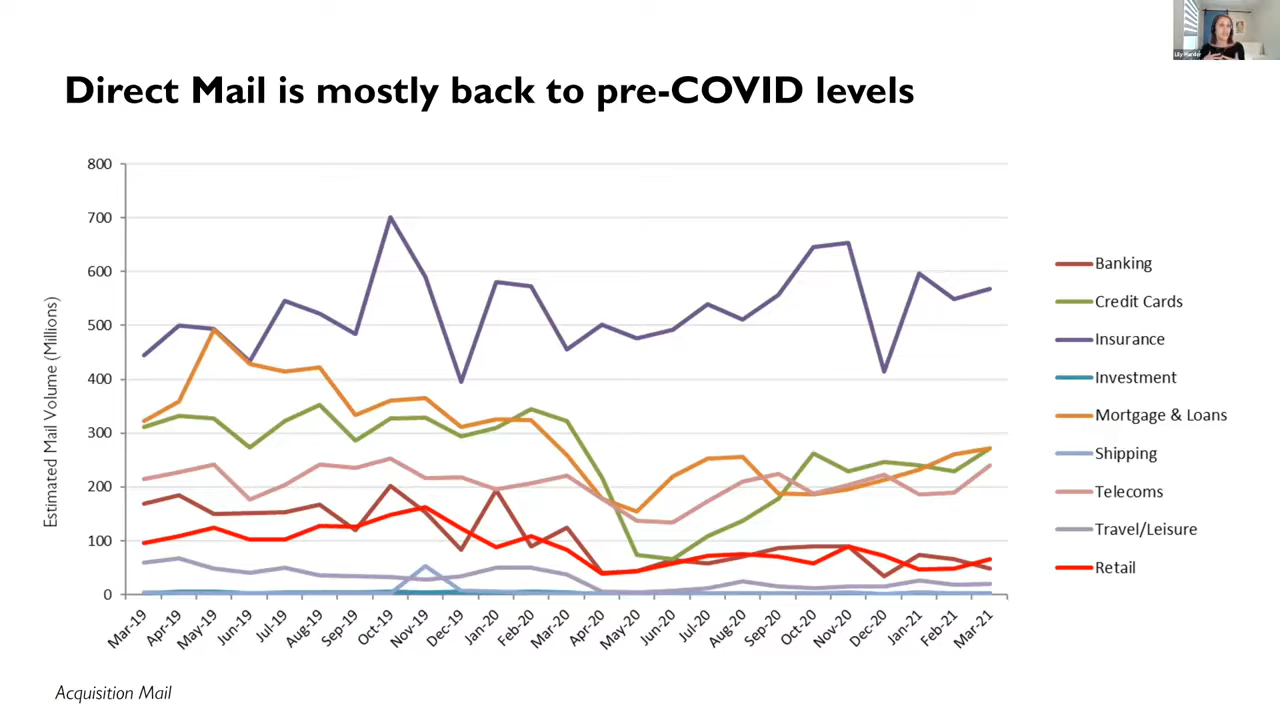 Lily Harder
Direct Mail is mostly back to pre-COVID levels
Estimated Mail Volume (Millions)
800
700
600
500
400
300
200
100
0
Mar-19
Apr-19
May-19
Jun-19
Jul-19
Aug-19
Sep-19
Oct-19
Nov-19
Dec-19
Jan-20
Feb-20
Mar-20
Apr-20
May-20
Jun-20
Jul-20
Aug-20
Sep-20
Oct-20
Nov-20
Dec-20
Jan-21
Feb-21
Mar-21
Banking
Credit Cards
Insurance
Investment
Mortgage & Loans
Shipping
Telecoms
Travel/Leisure
Retail
Acquisition Mail